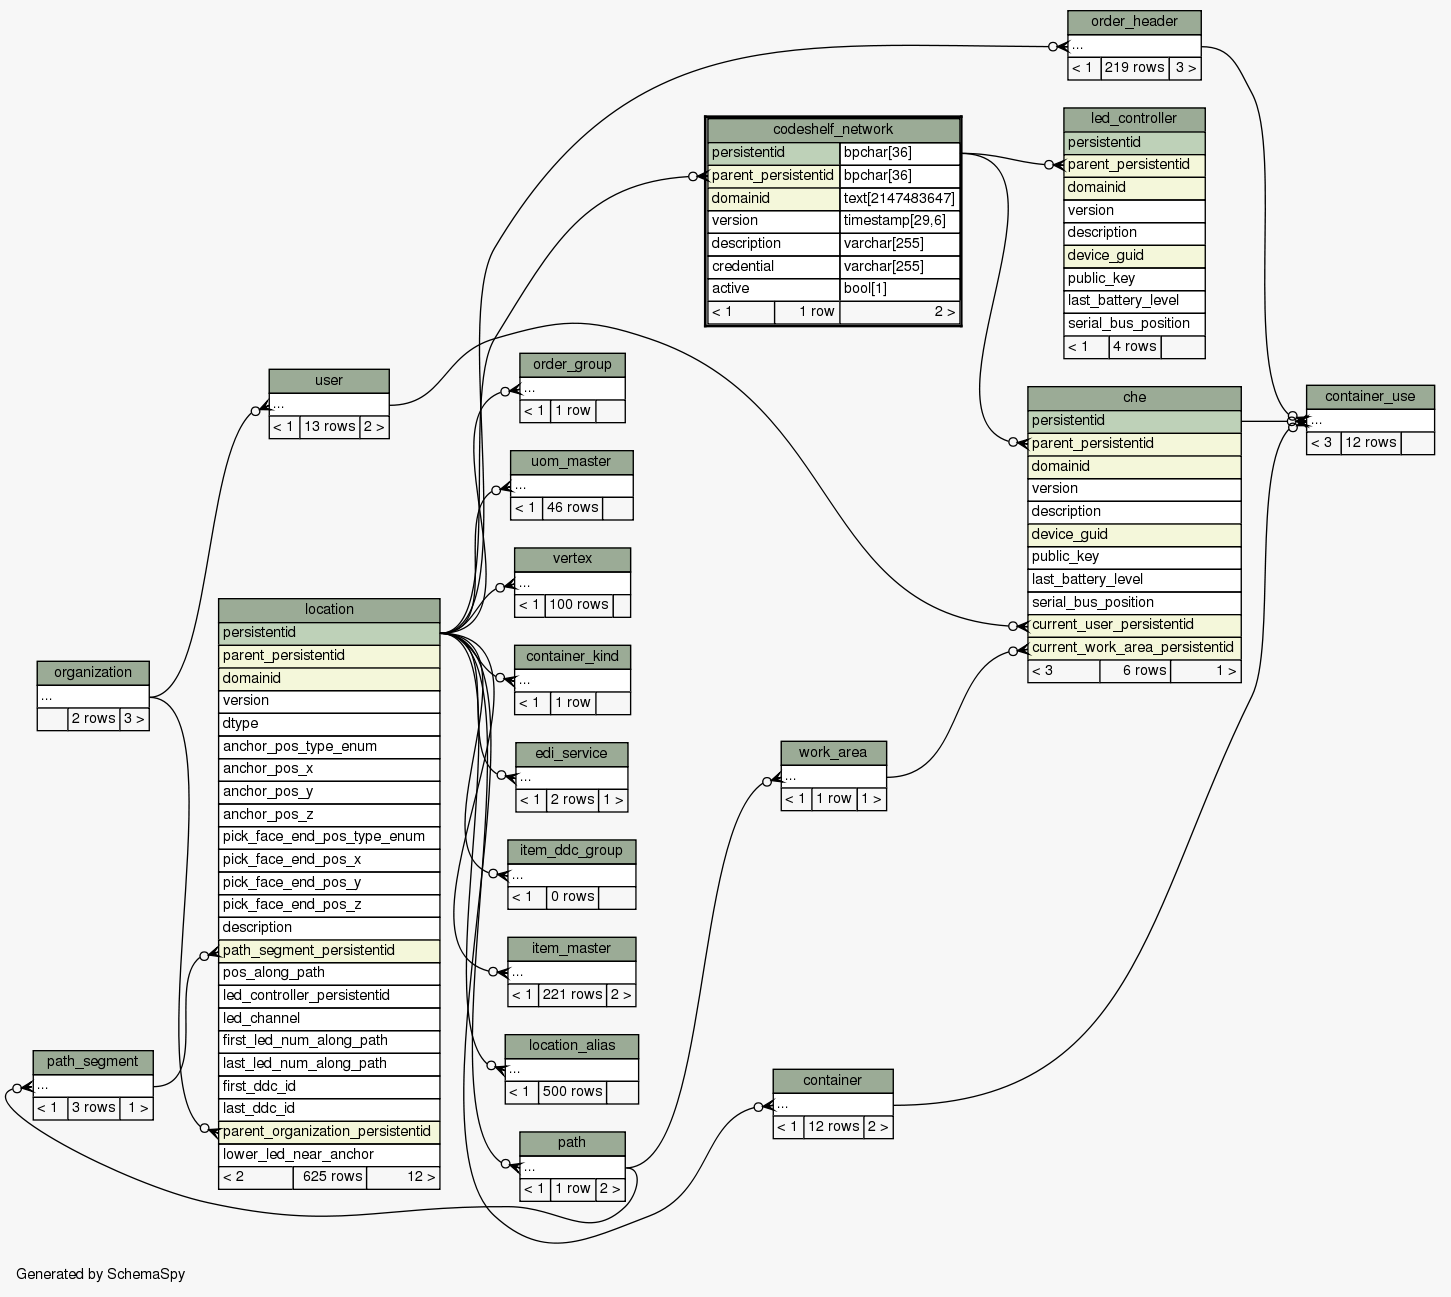 order_header
...
< 1 219 rows 3 >
led_controller
persistentid
parent_persistentid
domainid
version
description
device_guid
public_key
last_battery_level
serial_bus_position
< 1 4 rows
codeshelf_network
persistentid bpchar[36]
parent_persistentid bpchar[36]
domainid text[2147483647]
version timestamp[29,6]
description varchar[255]
credential varchar[255]
active bool[1]
< 1 1 row 2 >
user
...
< 1 13 rows 2 >
order_group
...
< 1 1 row
che
persistentid
parent_persistentid
domainid
version
description
device_guid
public_key
last_battery_level
serial_bus_position
current_user_persistentid
current_work_area_persistentid
< 3 6 rows 1 >
container_use
...
< 3 12 rows
uom_master
...
< 1 46 rows
vertex
...
< 1 100 rows
location
persistentid
parent_persistentid
domainid
version
dtype
anchor_pos_type_enum
anchor_pos_x
anchor_pos_y
anchor_pos_z
pick_face_end_pos_type_enum
pick_face_end_pos_x
pick_face_end_pos_y
pick_face_end_pos_z
description
path_segment_persistentid
pos_along_path
led_controller_persistentid
led_channel
first_led_num_along_path
last_led_num_along_path
first_ddc_id
last_ddc_id
parent_organization_persistentid
lower_led_near_anchor
< 2 625 rows 12 >
organization
...
2 rows 3 >
container_kind
...
< 1 1 row
edi_service
...
< 1 2 rows 1 >
work_area
...
< 1 1 row 1 >
item_ddc_group
...
< 1 0 rows
item_master
...
< 1 221 rows 2 >
location_alias
...
< 1 500 rows
path_segment
...
< 1 3 rows 1 >
container
...
< 1 12 rows 2 >
path
...
< 1 1 row 2 >
Generated by SchemaSpy